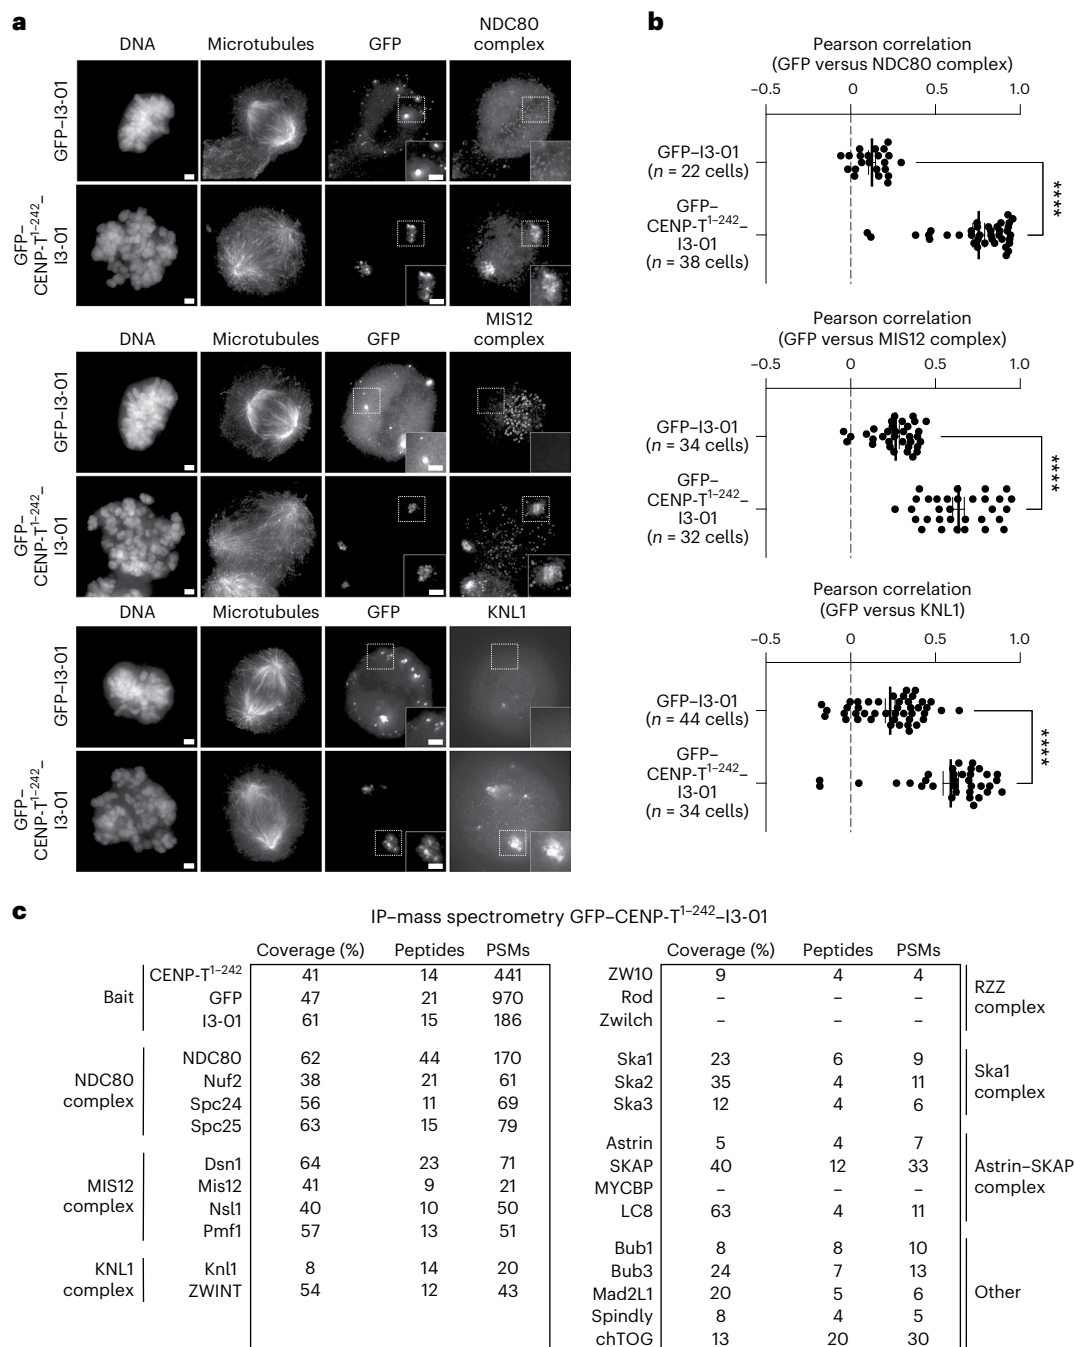 a
DNA Microtubules GFP NDC80 complex
GFP–I3-01
GFP–CENP-T1–242–I3-01
DNA Microtubules GFP MIS12 complex
GFP–I3-01
GFP–CENP-T1–242–I3-01
DNA Microtubules GFP KNL1
GFP–I3-01
GFP–CENP-T1–242–I3-01
b
Pearson correlation
(GFP versus NDC80 complex)
–0.5 0 0.5 1.0
GFP–I3-01
(n = 22 cells)
GFP–
CENP-T1–242–
I3-01
(n = 38 cells)
****
Pearson correlation
(GFP versus MIS12 complex)
–0.5 0 0.5 1.0
GFP–I3-01
(n = 34 cells)
GFP–
CENP-T1–242–
I3-01
(n = 32 cells)
****
Pearson correlation
(GFP versus KNL1)
–0.5 0 0.5 1.0
GFP–I3-01
(n = 44 cells)
GFP–
CENP-T1–242–
I3-01
(n = 34 cells)
****
c
IP–mass spectrometry GFP–CENP-T1–242–I3-01
Coverage (%) Peptides PSMs
Bait
CENP-T1–242 41 14 441
GFP 47 21 970
I3-01 61 15 186
NDC80 complex
NDC80 62 44 170
Nuf2 38 21 61
Spc24 56 11 69
Spc25 63 15 79
MIS12 complex
Dsn1 64 23 71
Mis12 41 9 21
Nsl1 40 10 50
Pmf1 57 13 51
KNL1 complex
Knl1 8 14 20
ZWINT 54 12 43
Coverage (%) Peptides PSMs
ZW10 9 4 4
Rod – – –
Zwilch – – –
RZZ complex
Ska1 23 6 9
Ska2 35 4 11
Ska3 12 4 6
Ska1 complex
Astrin 5 4 7
SKAP 40 12 33
MYCBP – – –
LC8 63 4 11
Astrin–SKAP complex
Bub1 8 8 10
Bub3 24 7 13
Mad2L1 20 5 6
Spindly 8 4 5
chTOG 13 20 30
Other